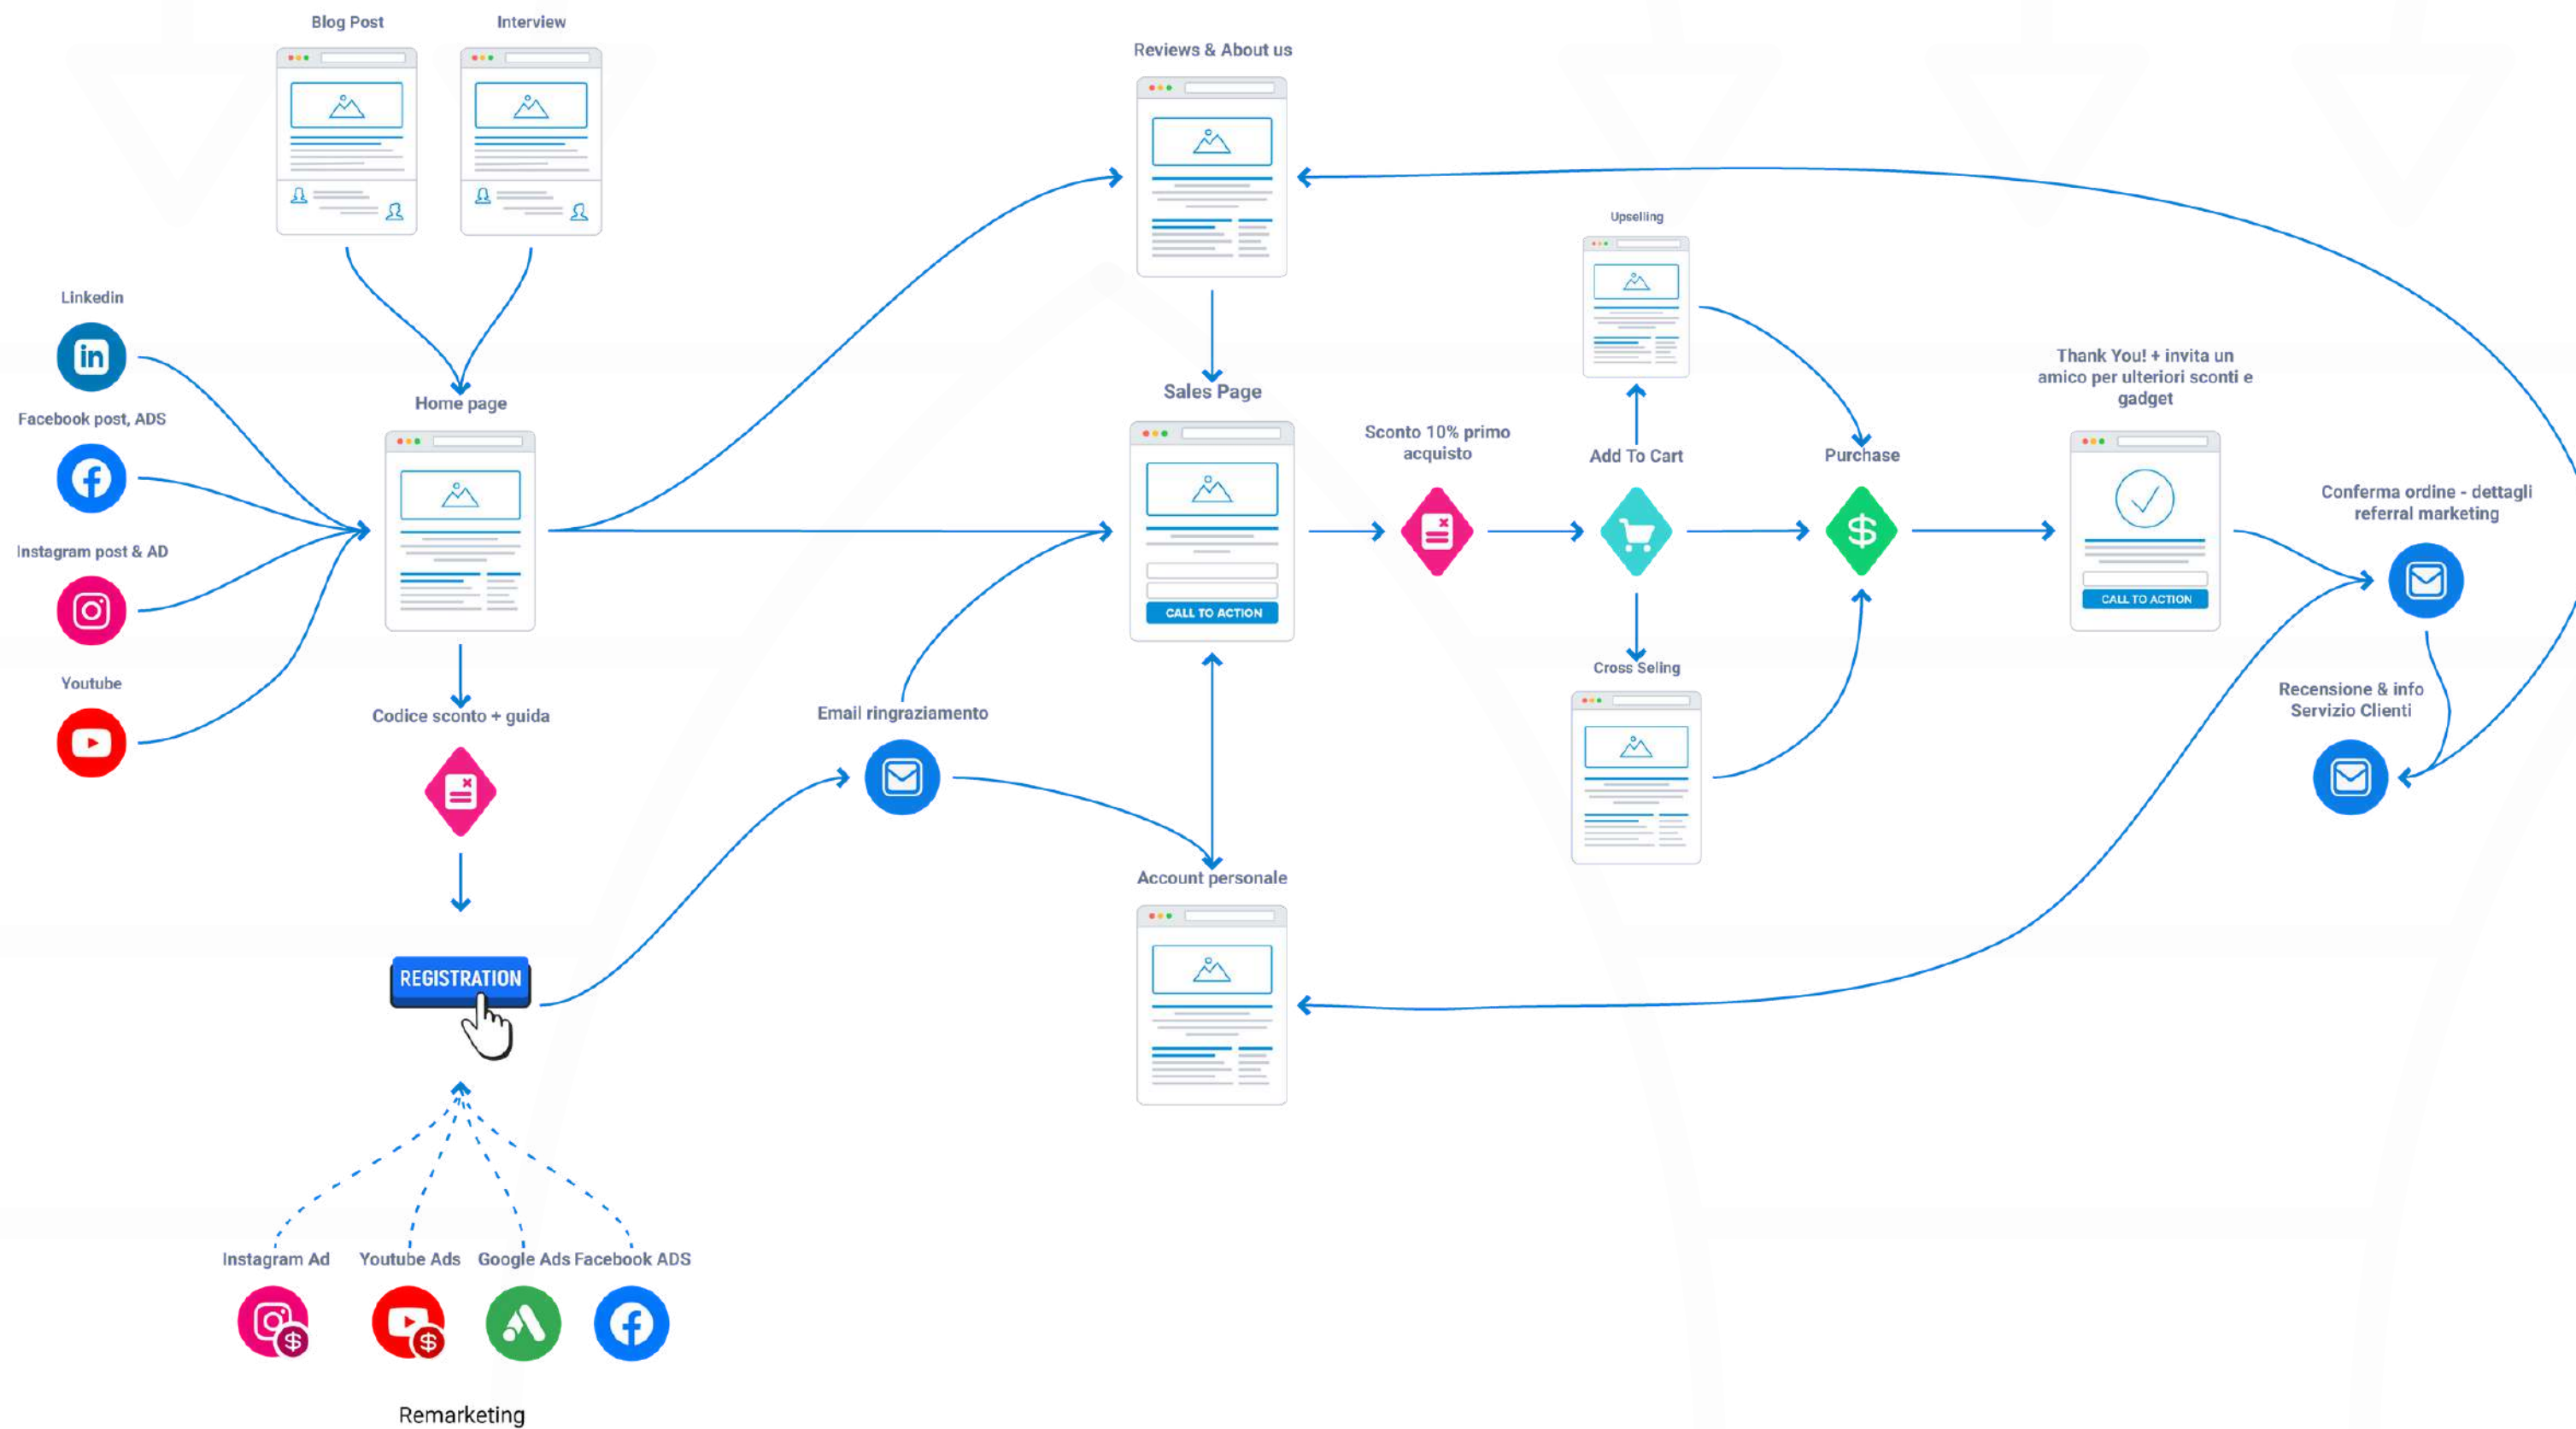 Blog Post
Interview
Reviews & About us
Upselling
Linkedin
in
Facebook post, ADS
Instagram post & AD
Youtube
Home page
Codice sconto + guida
REGISTRATION
Email ringraziamento
Sales Page
CALL TO ACTION
Account personale
Sconto 10% primo
acquisto
Add To Cart
Cross Seling
Purchase
$
Thank You! + invita un
amico per ulteriori sconti e
gadget
CALL TO ACTION
Conferma ordine - dettagli
referral marketing
Recensione & info
Servizio Clienti
Instagram Ad
Youtube Ads
Google Ads
Facebook ADS
$
$
Remarketing